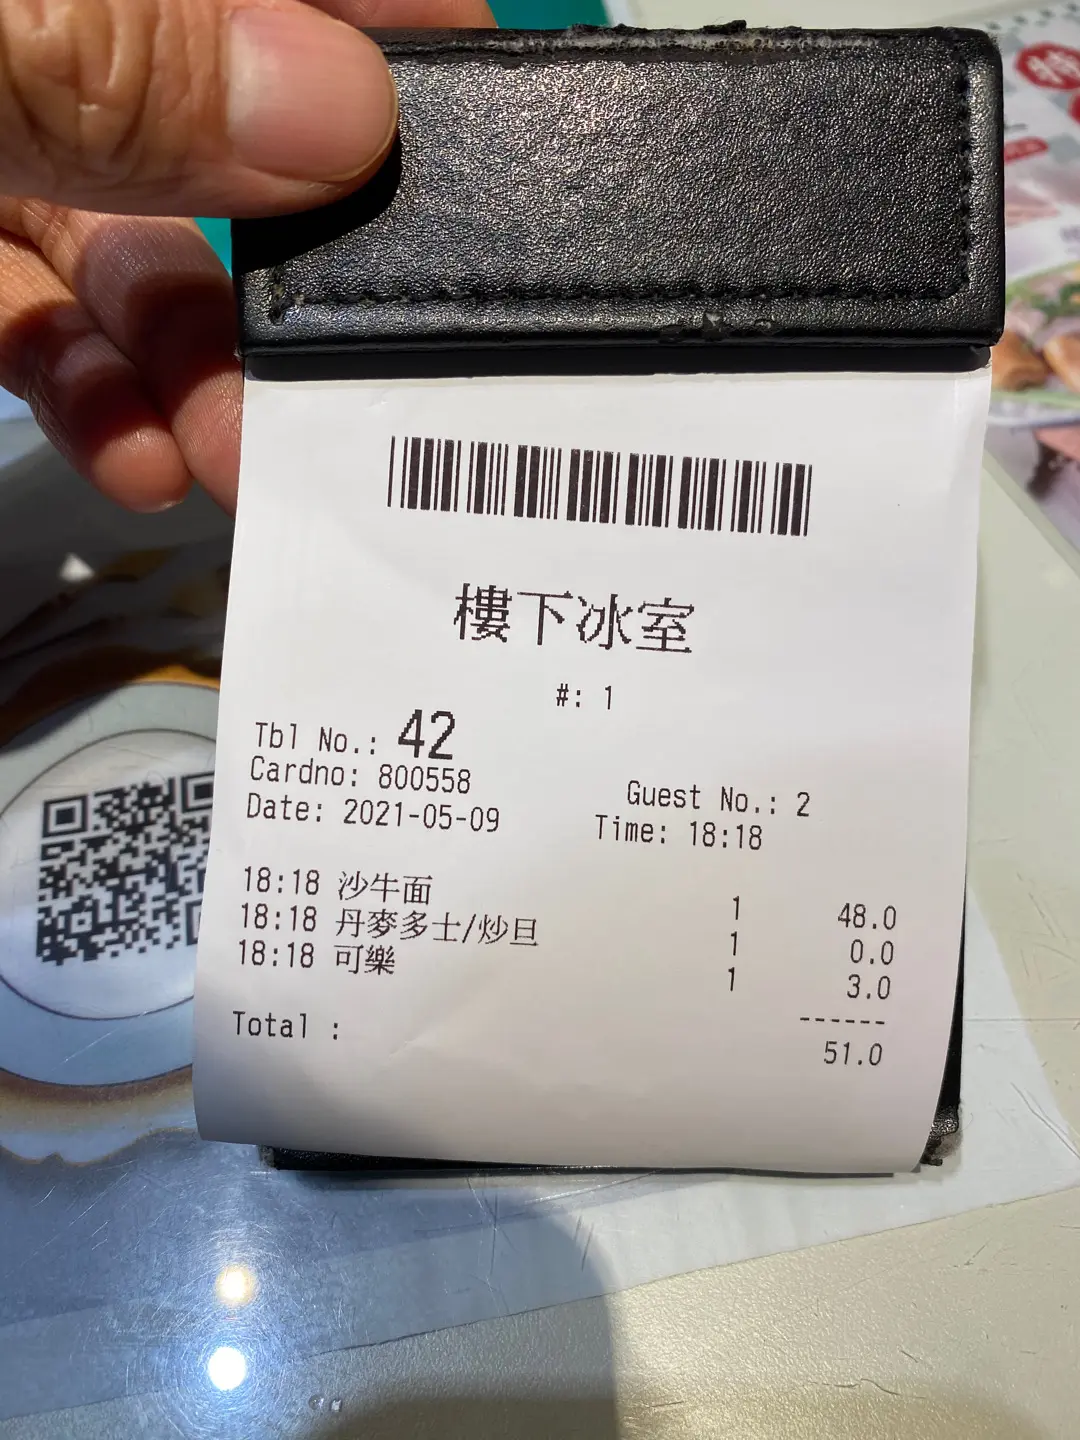 樓下冰室
#: 1
Tbl No.: 42
Cardno: 800558 Guest No.: 2
Date: 2021-05-09 Time: 18:18
18:18 沙牛面 1 48.0
18:18 丹麥多士/炒旦 1 0.0
18:18 可樂 1 3.0
------
Total : 51.0